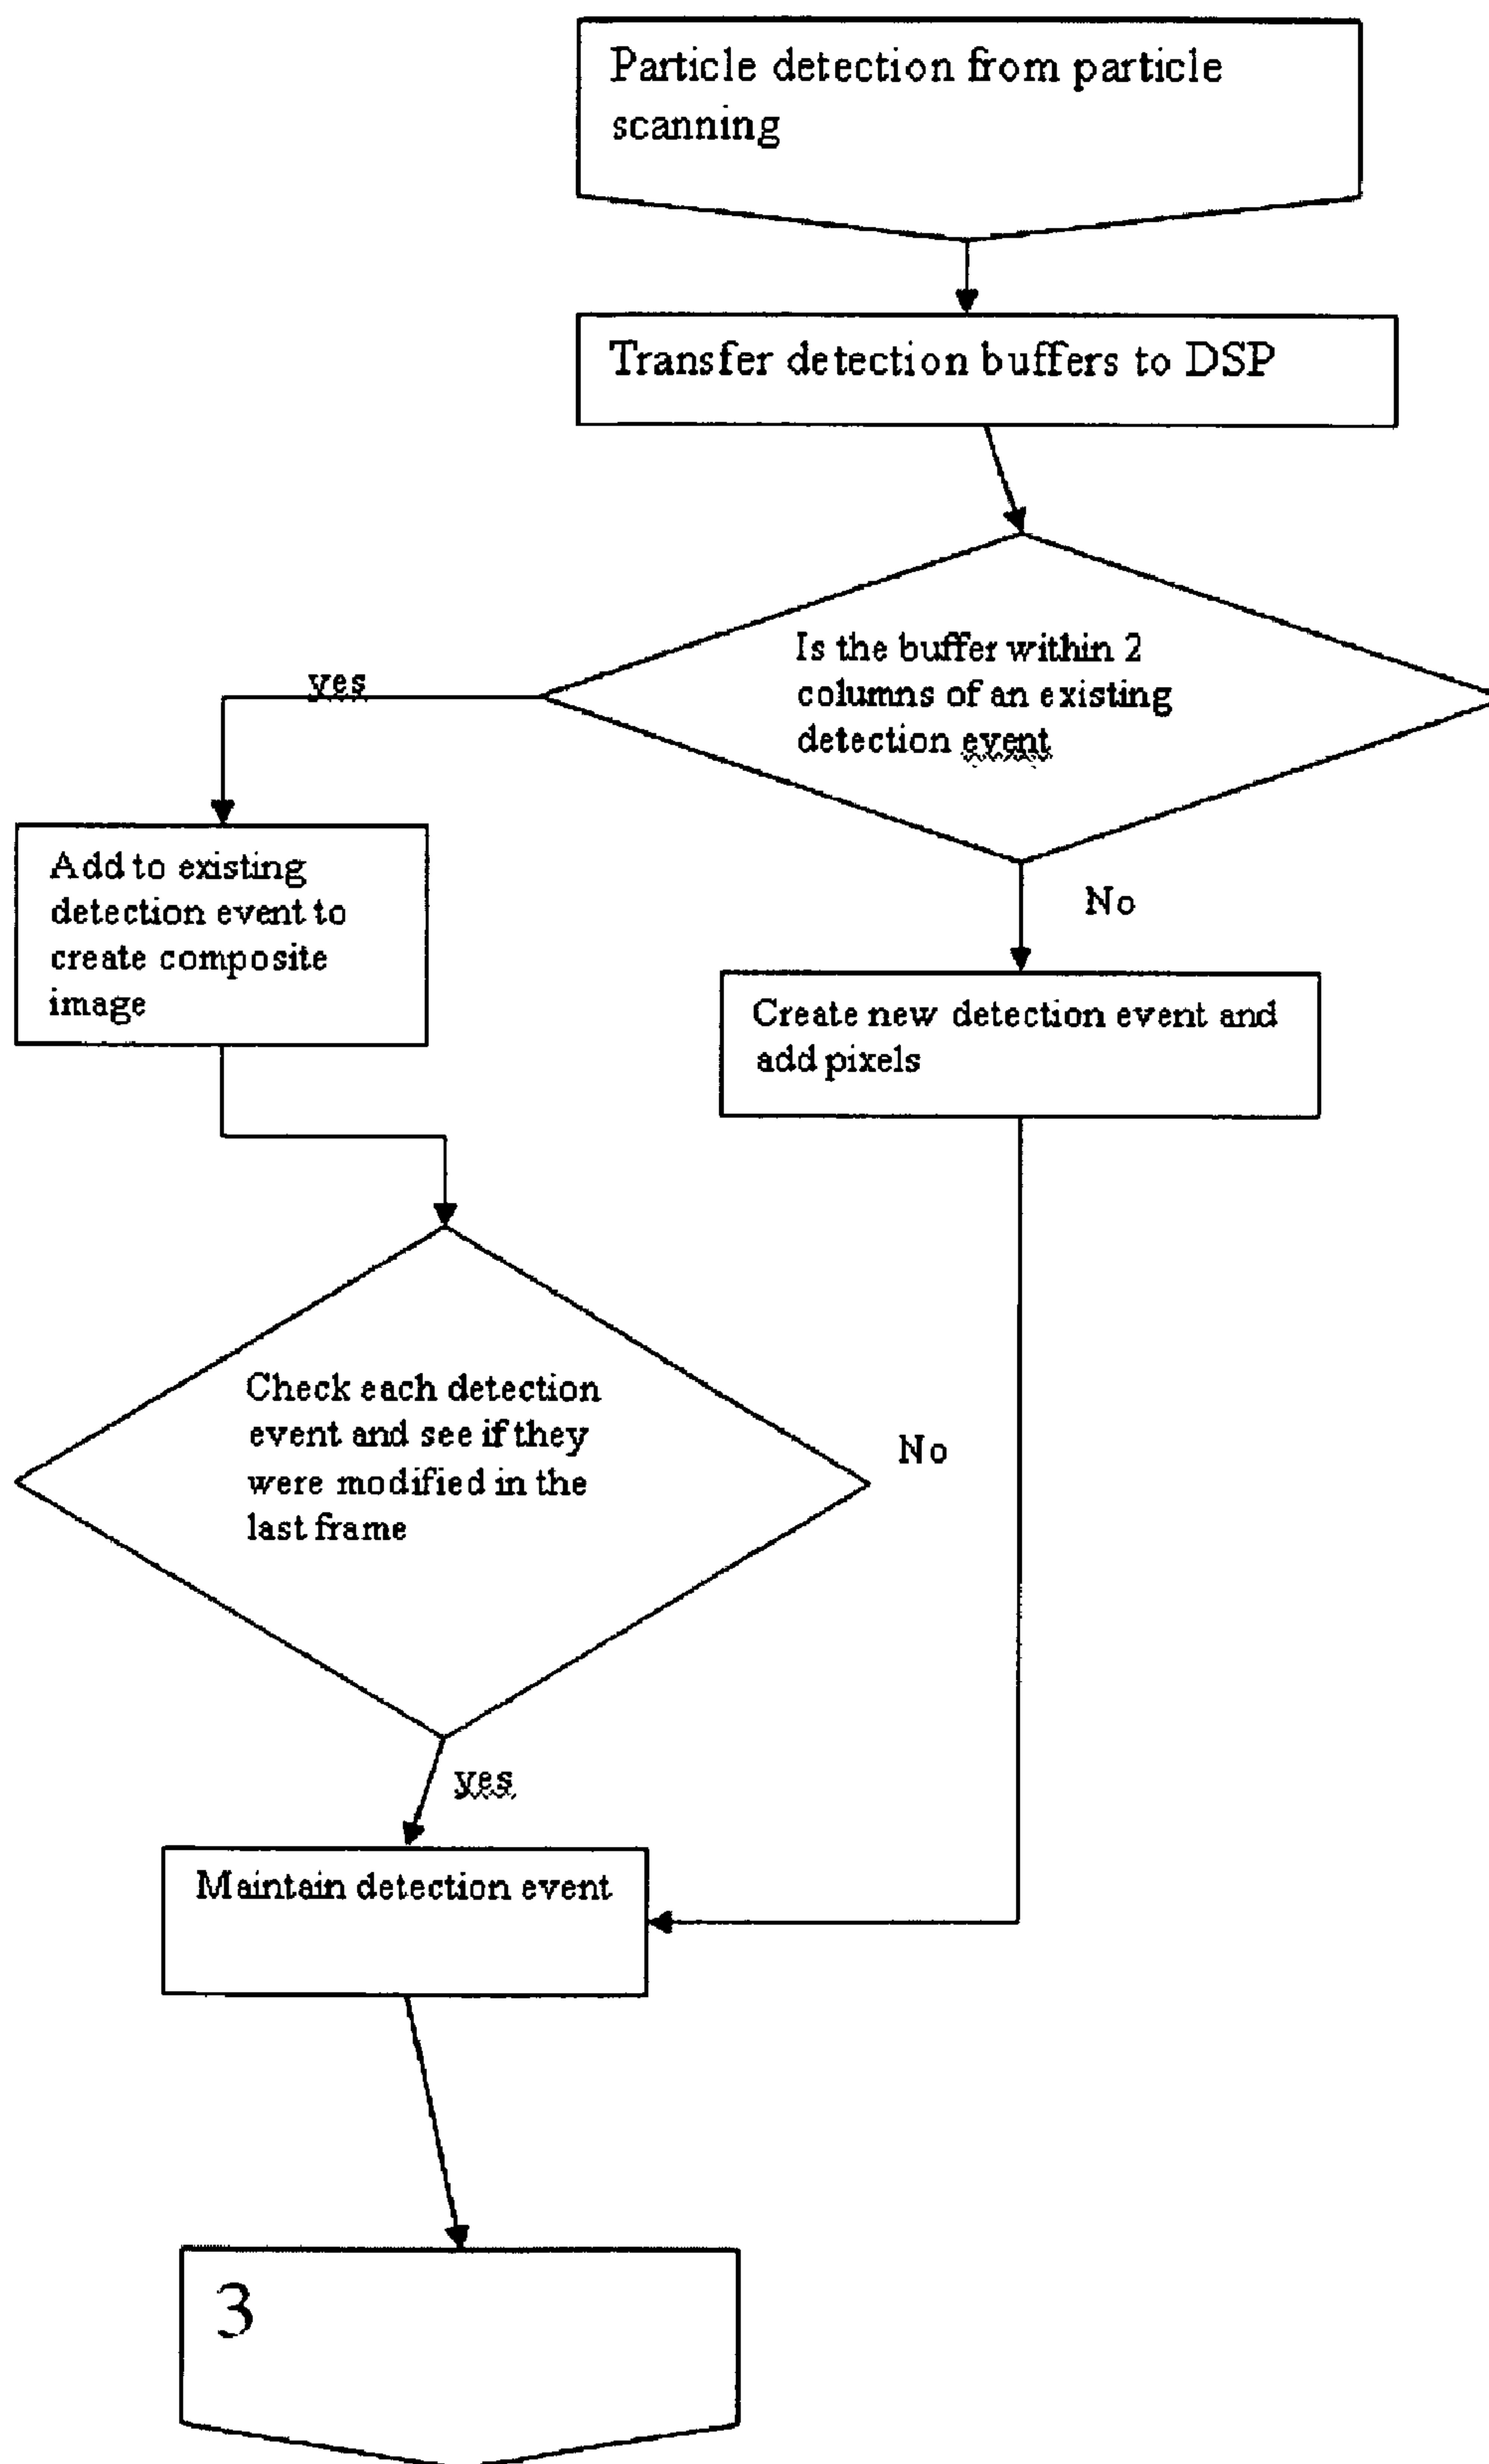 Particle detection from particle
scanning
Transfer detection buffers to DSP
Is the buffer within 2
columns of an existing
detection event
yes
No
Add to existing
detection event to
create composite
image
Create new detection event and
add pixels
Check each detection
event and see if they
were modified in the
last frame
No
yes
Maintain detection event
3